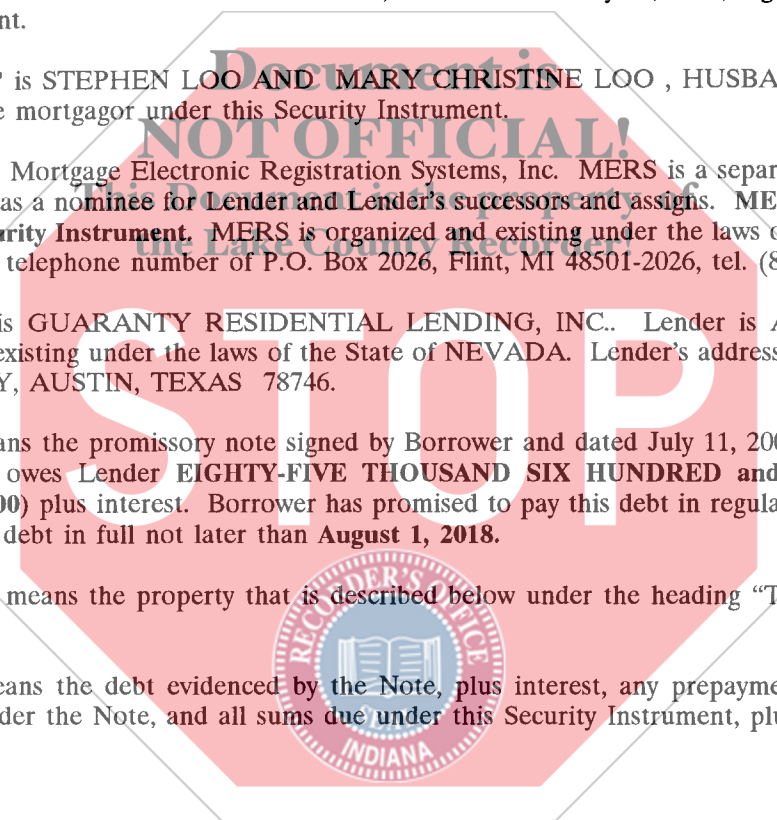 nt.
Document is
" is STEPHEN LOO AND MARY CHRISTINE LOO , HUSBA
e mortgagor under this Security Instrument.
NOT OFFICIAL!
Mortgage Electronic Registration Systems, Inc. MERS is a separ
This Document is the property of
as a nominee for Lender and Lender's successors and assigns. ME
urity Instrument. MERS is organized and existing under the laws o
the Lake County Recorder!
telephone number of P.O. Box 2026, Flint, MI 48501-2026, tel. (8
is GUARANTY RESIDENTIAL LENDING, INC.. Lender is A
existing under the laws of the State of NEVADA. Lender's address
Y, AUSTIN, TEXAS 78746.
STOP
ans the promissory note signed by Borrower and dated July 11, 200
owes Lender EIGHTY-FIVE THOUSAND SIX HUNDRED and
00) plus interest. Borrower has promised to pay this debt in regula
debt in full not later than August 1, 2018.
means the property that is described below under the heading “T
RECORDER'S OFFICE
eans the debt evidenced by the Note, plus interest, any prepayme
der the Note, and all sums due under this Security Instrument, plu
INDIANA